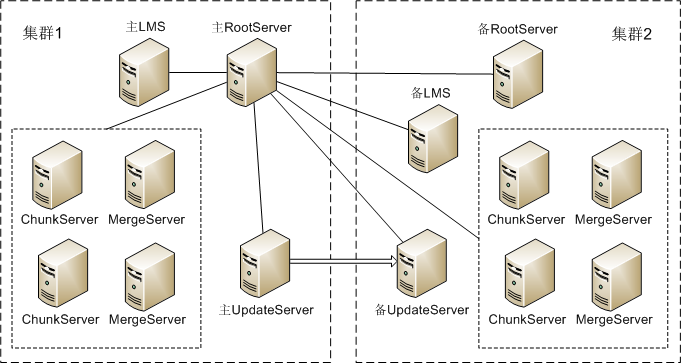 集群1
主LMS
主RootServer
ChunkServer
MergeServer
ChunkServer
MergeServer
主UpdateServer
备RootServer
集群2
备LMS
备UpdateServer
ChunkServer
MergeServer
ChunkServer
MergeServer